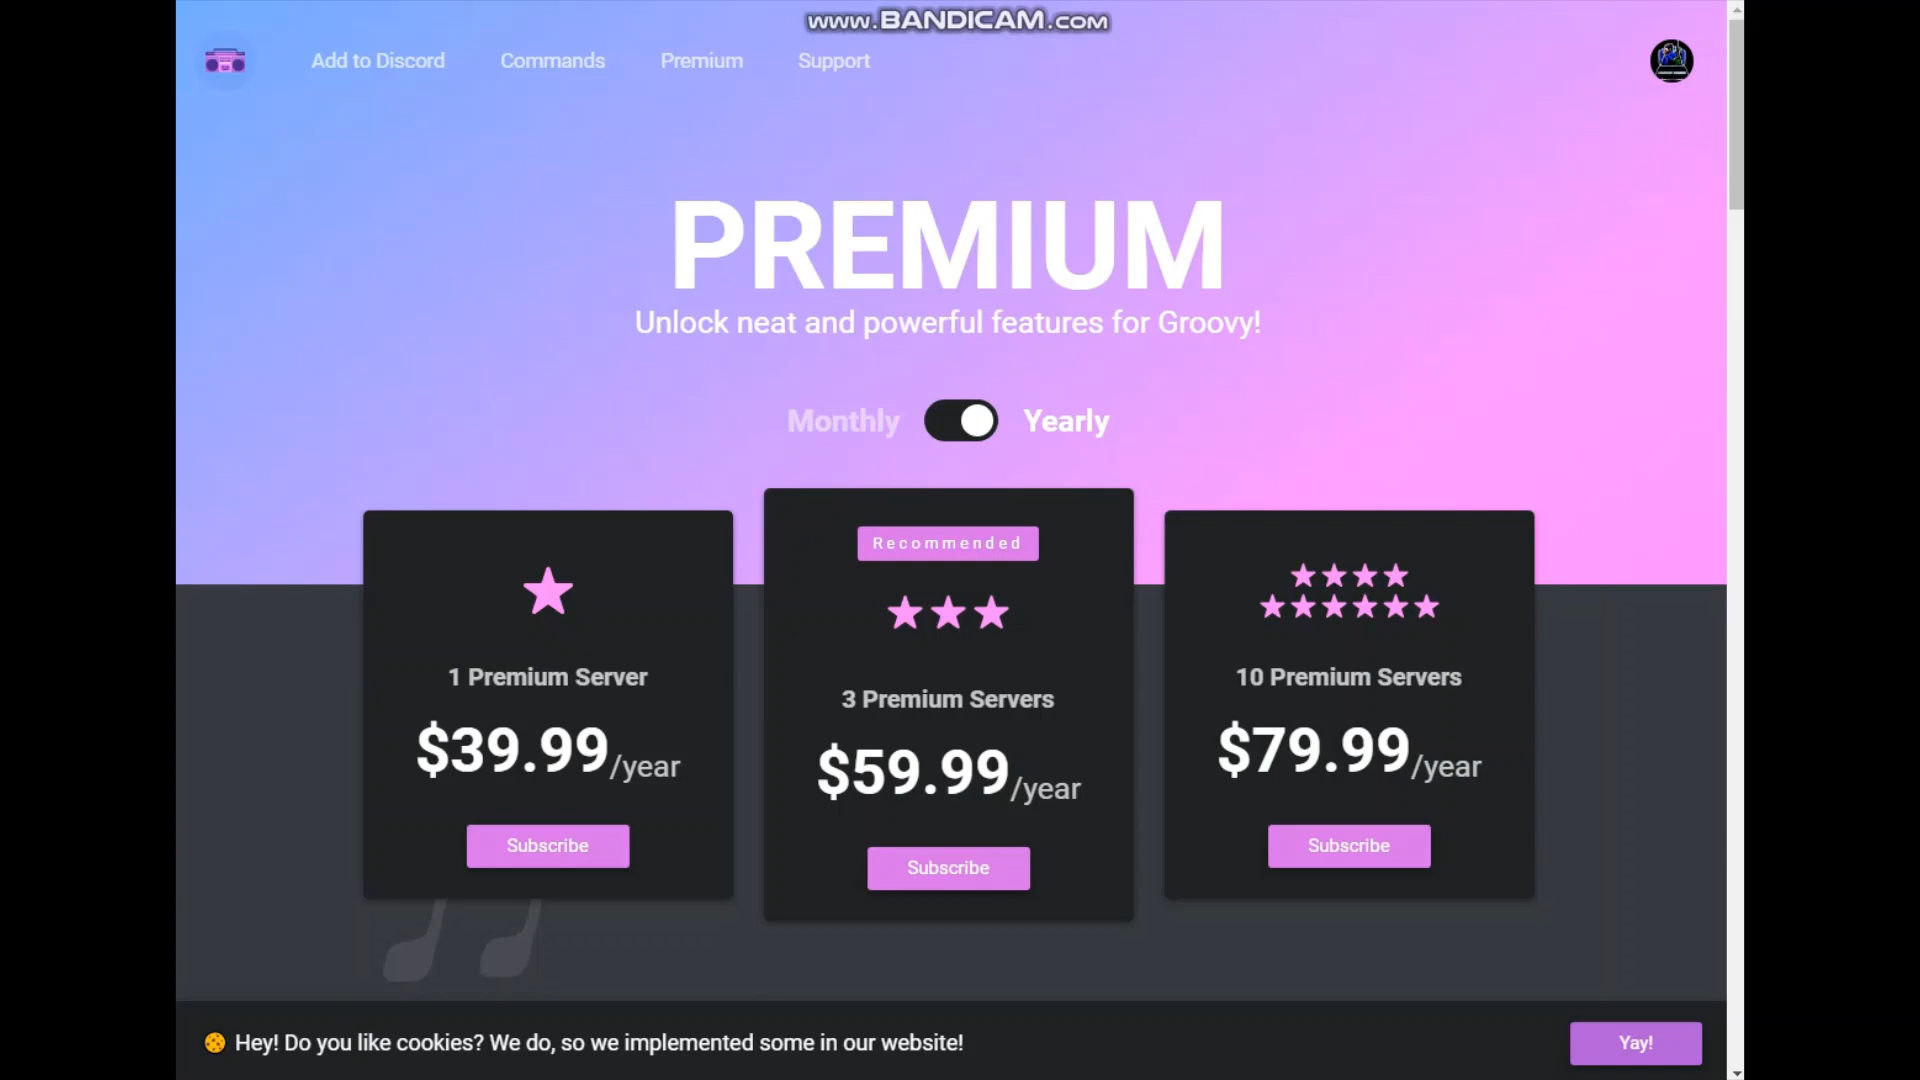 www.BANDICAM.com
Add to Discord Commands Premium Support
PREMIUM
Unlock neat and powerful features for Groovy!
Monthly Yearly
Recommended
1 Premium Server
$39.99/year
Subscribe
3 Premium Servers
$59.99/year
Subscribe
10 Premium Servers
$79.99/year
Subscribe
Hey! Do you like cookies? We do, so we implemented some in our website!
Yay!